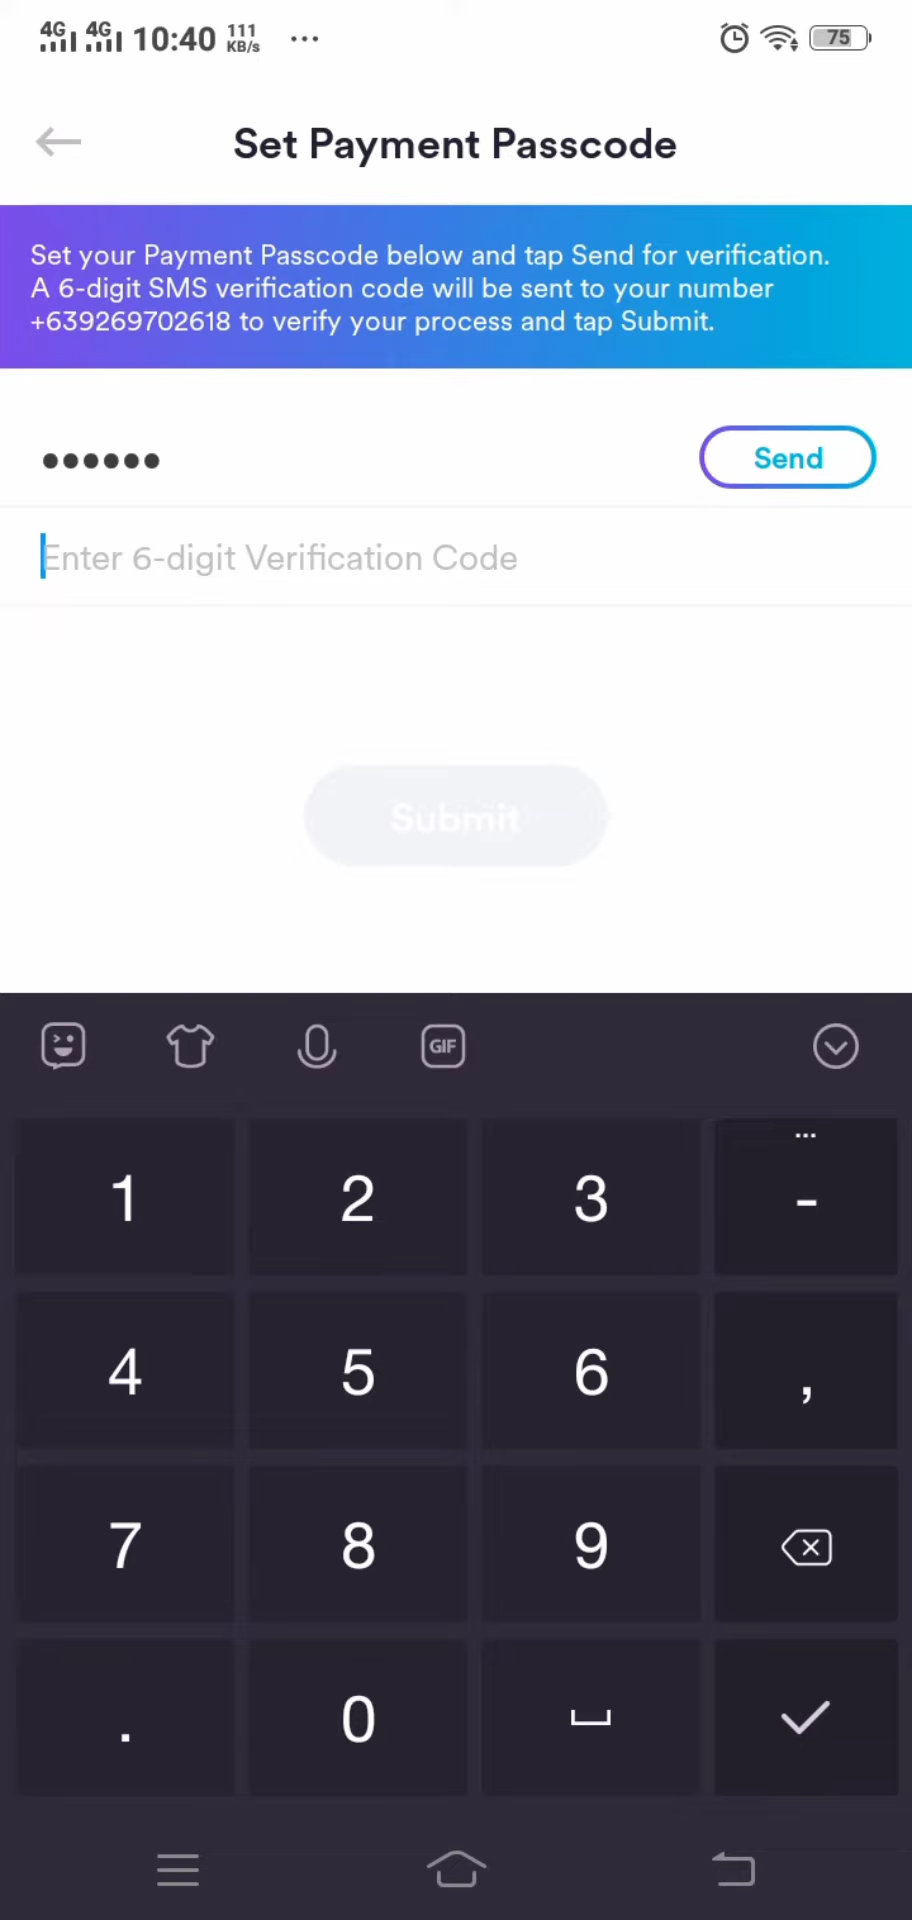 4G 4G 10:40 111 KB/s ... 75
Set Payment Passcode
Set your Payment Passcode below and tap Send for verification.
A 6-digit SMS verification code will be sent to your number
+639269702618 to verify your process and tap Submit.
•••••• Send
Enter 6-digit Verification Code
Submit
GIF
1 2 3 ... -
4 5 6 ,
7 8 9
. 0